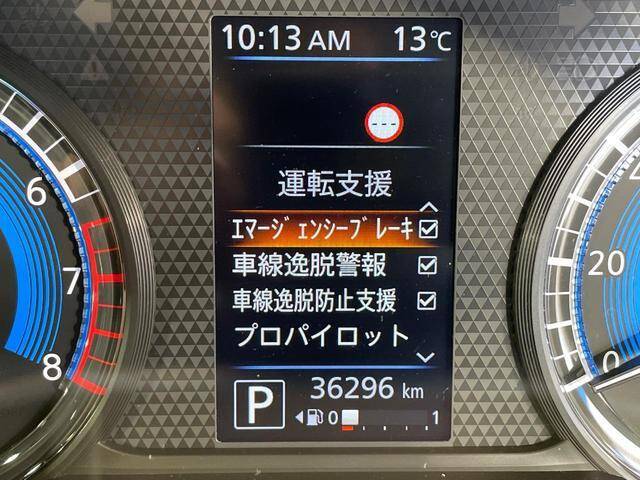 10:13 AM 13℃
---
運転支援
ｴﾏｰｼﾞｪﾝｼｰﾌﾞﾚｰｷ
車線逸脱警報
車線逸脱防止支援
プロパイロット
P 36296 km
0 1
6
7
8
20
0